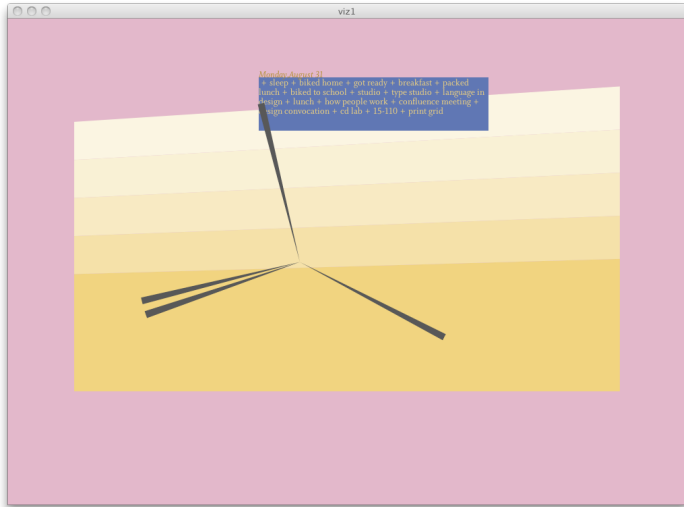 viz1
Monday August 31
+ sleep + biked home + got ready + breakfast + packed
lunch + biked to school + studio + type studio + language in
design + lunch + how people work + confluence meeting +
design convocation + cd lab + 15-110 + print grid